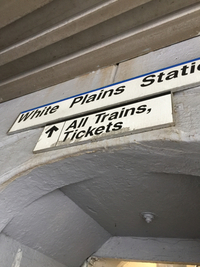 White Plains Stati
All Trains,
Tickets